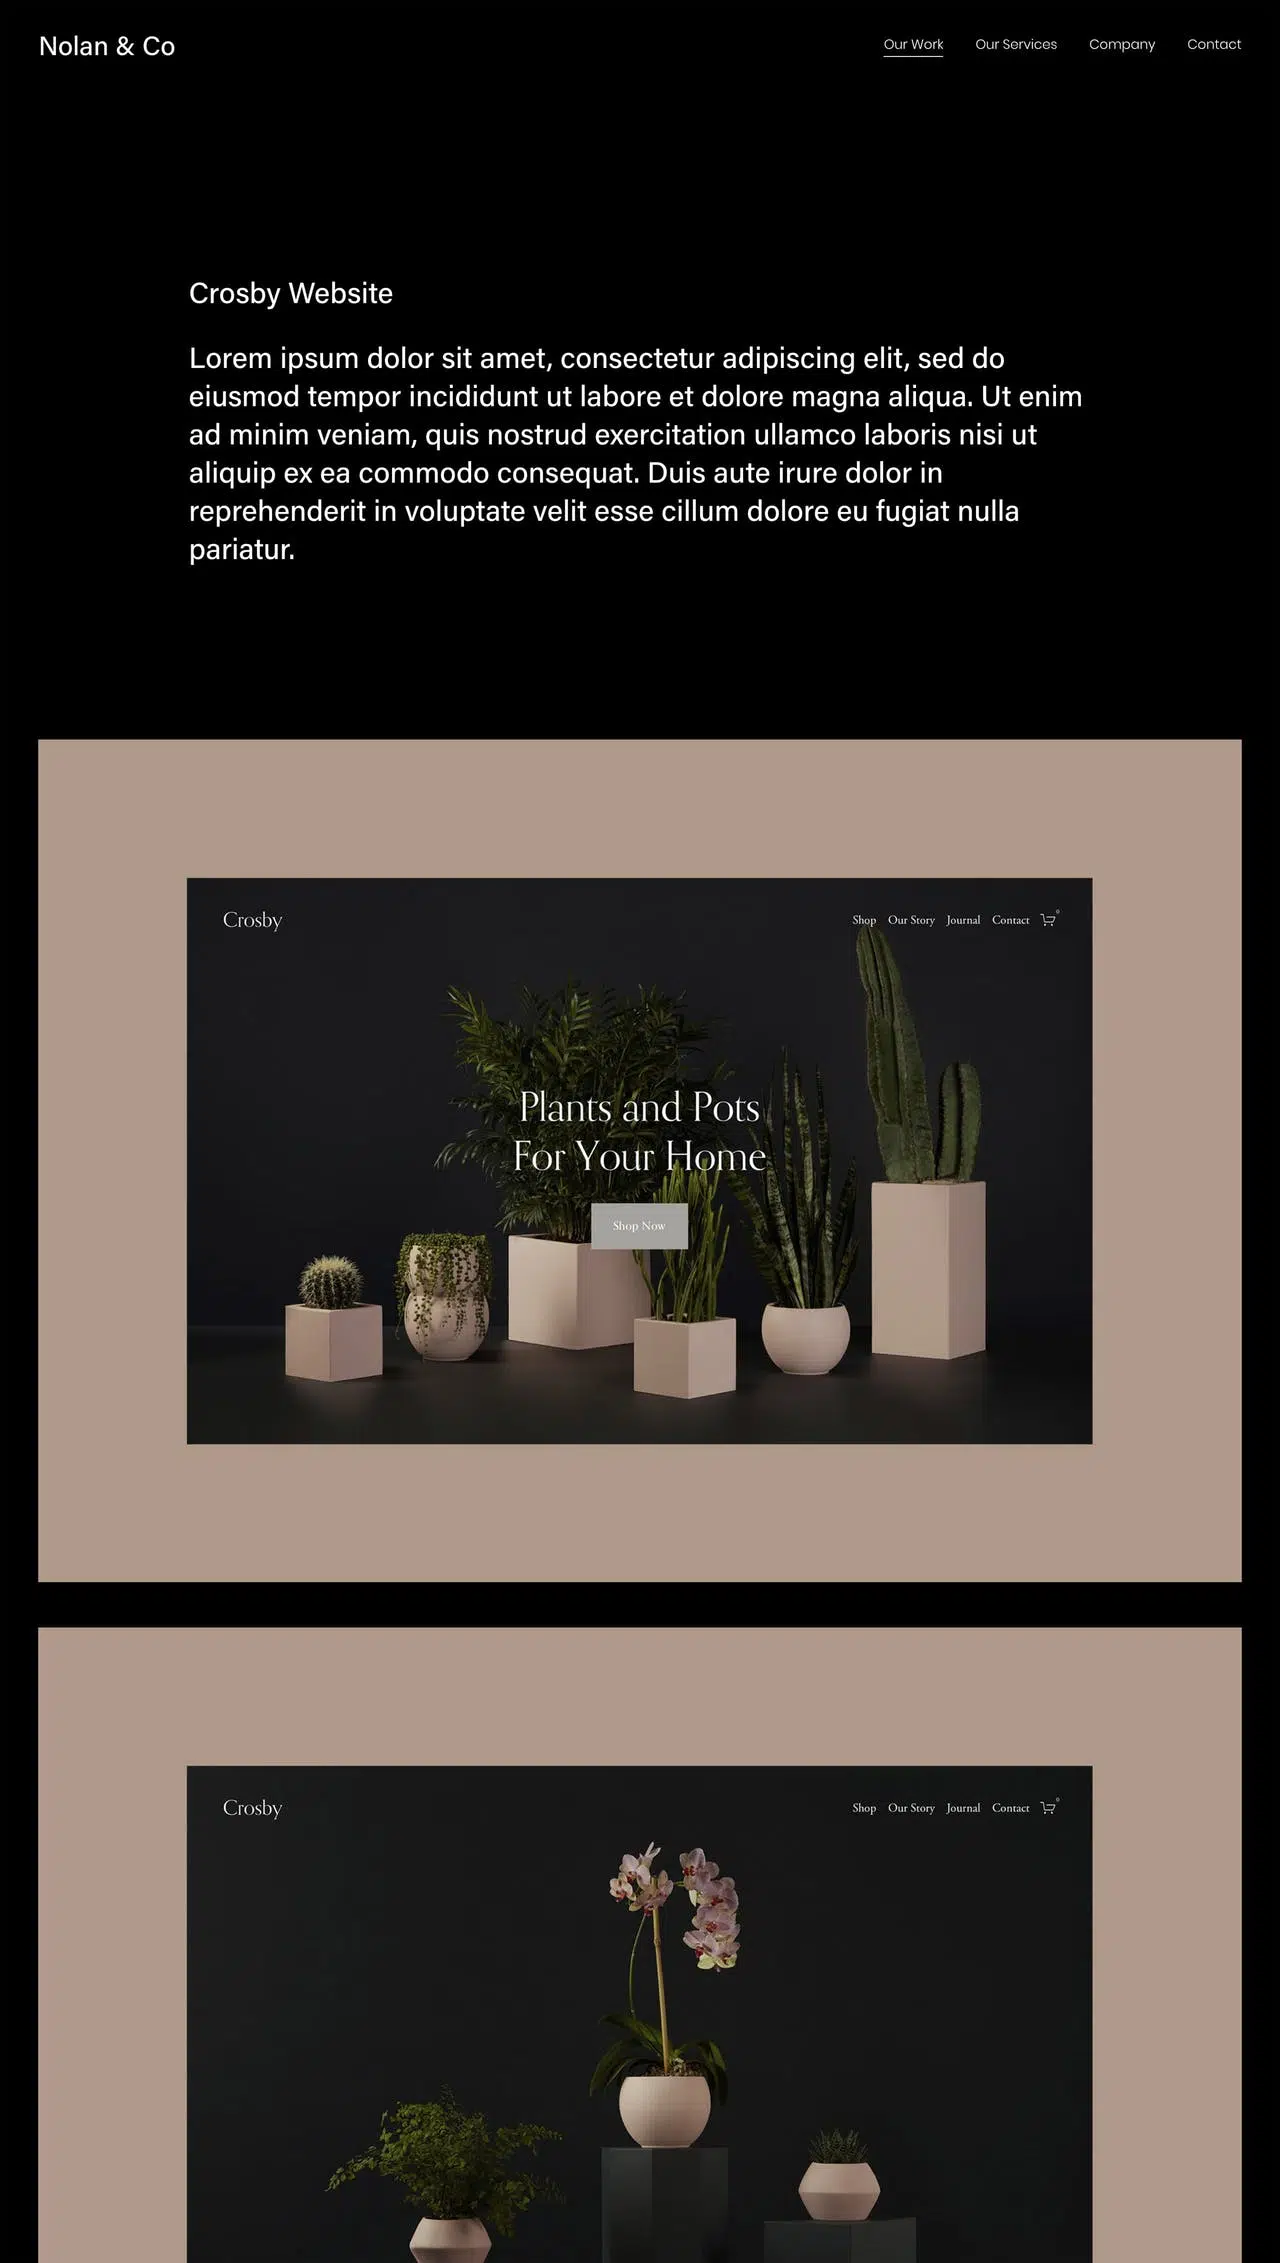 Nolan & Co
Our Work Our Services Company Contact
Crosby Website
Lorem ipsum dolor sit amet, consectetur adipiscing elit, sed do
eiusmod tempor incididunt ut labore et dolore magna aliqua. Ut enim
ad minim veniam, quis nostrud exercitation ullamco laboris nisi ut
aliquip ex ea commodo consequat. Duis aute irure dolor in
reprehenderit in voluptate velit esse cillum dolore eu fugiat nulla
pariatur.
Crosby
Shop Our Story Journal Contact 0
Plants and Pots
For Your Home
Shop Now
Crosby
Shop Our Story Journal Contact 0